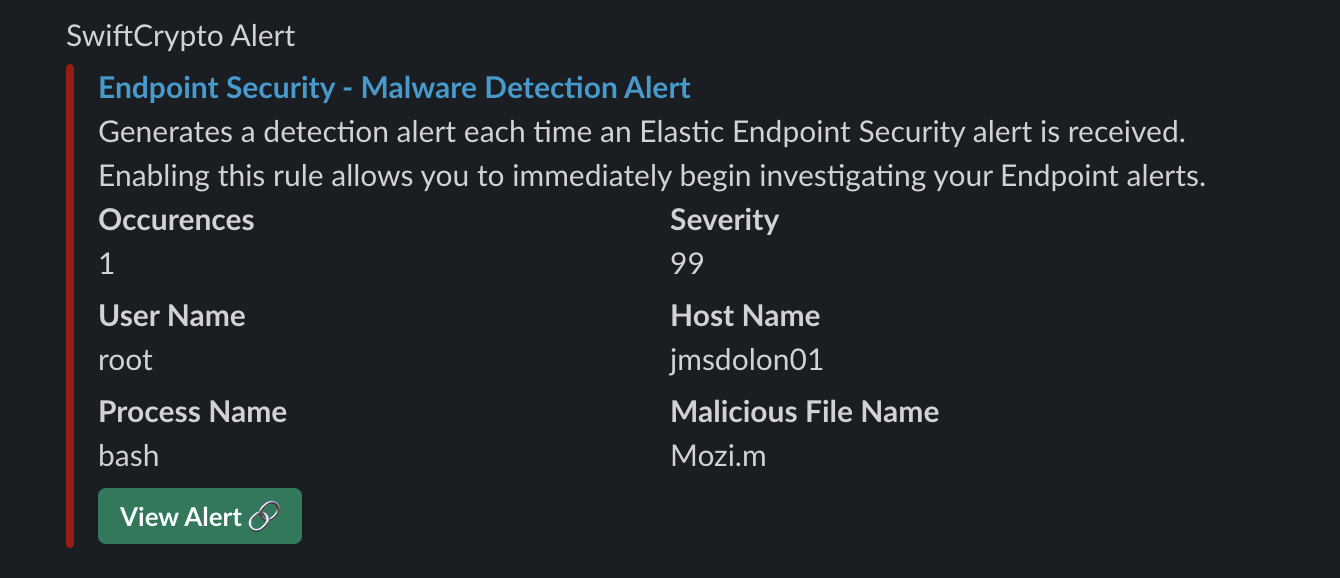 SwiftCrypto Alert
Endpoint Security - Malware Detection Alert
Generates a detection alert each time an Elastic Endpoint Security alert is received.
Enabling this rule allows you to immediately begin investigating your Endpoint alerts.
Occurences Severity
1 99
User Name Host Name
root jmsdolon01
Process Name Malicious File Name
bash Mozi.m
View Alert